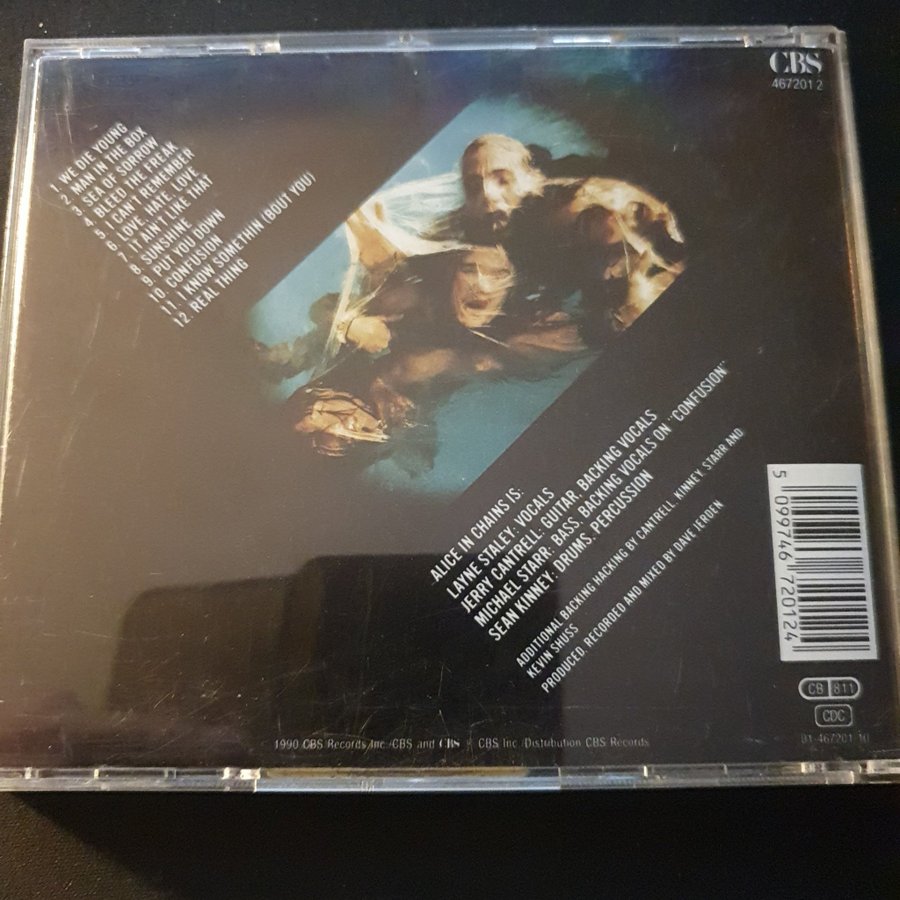 CBS
467201 2
1. WE DIE YOUNG
2. MAN IN THE BOX
3. SEA OF SORROW
4. BLEED THE FREAK
5. I CAN'T REMEMBER
6. LOVE, HATE, LOVE
7. IT AIN'T LIKE THAT
8. SUNSHINE
9. PUT YOU DOWN
10. CONFUSION
11. I KNOW SOMETHIN (BOUT YOU)
12. REAL THING
ALICE IN CHAINS IS:
LAYNE STALEY: VOCALS
JERRY CANTRELL: GUITAR, BACKING VOCALS
MICHAEL STARR: BASS, BACKING VOCALS ON "CONFUSION"
SEAN KINNEY: DRUMS, PERCUSSION
ADDITIONAL BACKING HACKING BY CANTRELL, KINNEY, STARR AND
KEVIN SHUSS
PRODUCED, RECORDED AND MIXED BY DAVE JERDEN
5 099746 720124
CB 811
CDC
01-467201-10
1990 CBS Records Inc./CBS and CBS CBS Inc/Distribution CBS Records